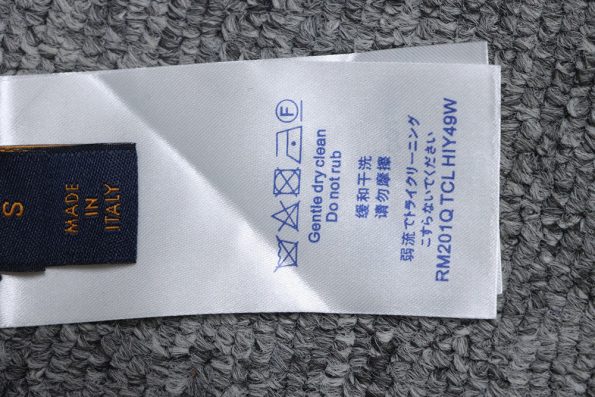 S
MADE
IN
ITALY
F
Gentle dry clean
Do not rub
缓和干洗
请勿摩擦
弱流でトライクリーニング
こすらないてください
RM201Q TCL HIY49W